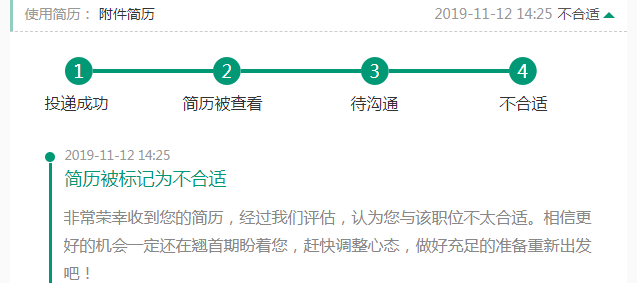 使用简历： 附件简历 2019-11-12 14:25 不合适
1 2 3 4
投递成功 简历被查看 待沟通 不合适
2019-11-12 14:25
简历被标记为不合适
非常荣幸收到您的简历，经过我们评估，认为您与该职位不太合适。相信更
好的机会一定还在翘首期盼着您，赶快调整心态，做好充足的准备重新出发
吧！